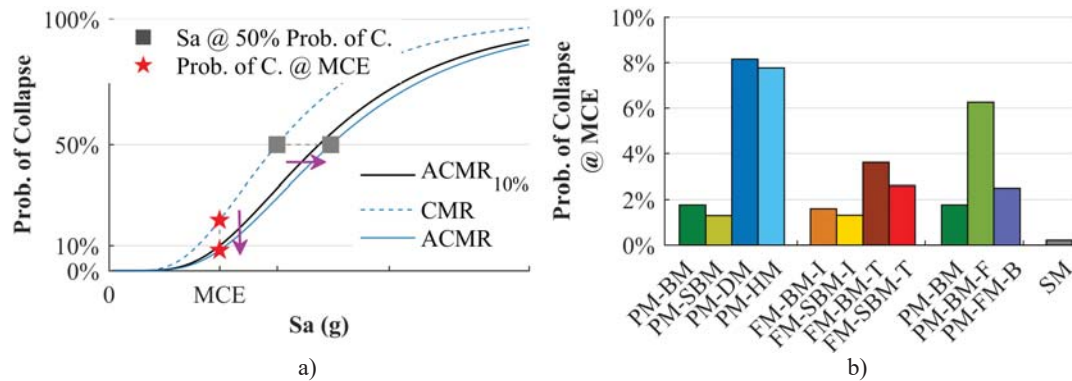 100%
50%
10%
0%
Prob. of Collapse
Sa @ 50% Prob. of C.
Prob. of C. @ MCE
ACMR10%
CMR
ACMR
0
MCE
Sa (g)
a)
10%
8%
6%
4%
2%
0%
Prob. of Collapse
@ MCE
PM-BM
PM-SBM
PM-DM
PM-HM
FM-BM-I
FM-SBM-I
FM-BM-T
FM-SBM-T
PM-BM
PM-BM-F
PM-FM-B
SM
b)